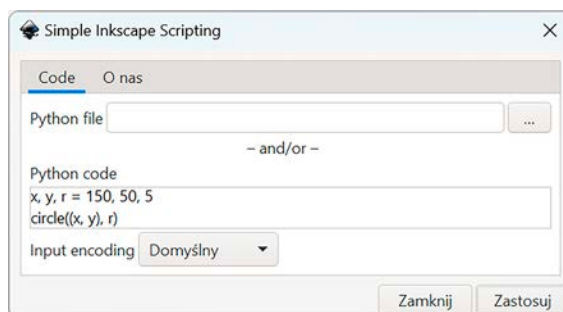 Simple Inkscape Scripting
Code O nas
Python file ...
– and/or –
Python code
x, y, r = 150, 50, 5
circle((x, y), r)
Input encoding Domyślny
Zamknij Zastosuj